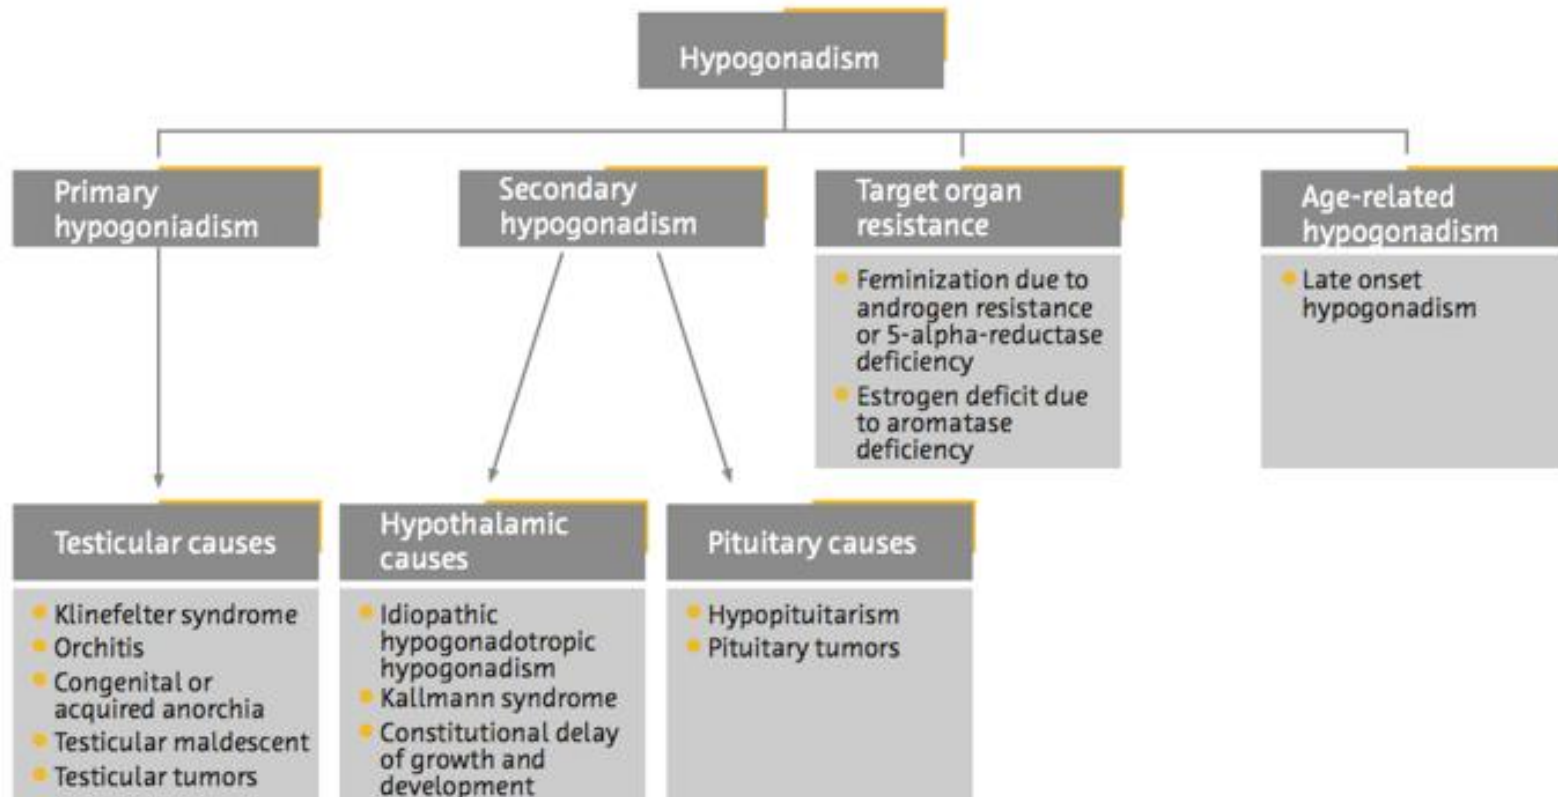 Hypogonadism
Primary
hypogoniadism
Secondary
hypogonadism
Target organ
resistance
Feminization due to
androgen resistance
or 5-alpha-reductase
deficiency
Estrogen deficit due
to aromatase
deficiency
Age-related
hypogonadism
Late onset
hypogonadism
Testicular causes
Klinefelter syndrome
Orchitis
Congenital or
acquired anorchia
Testicular maldescent
Testicular tumors
Hypothalamic
causes
Idiopathic
hypogonadotropic
hypogonadism
Kallmann syndrome
Constitutional delay
of growth and
development
Pituitary causes
Hypopituitarism
Pituitary tumors